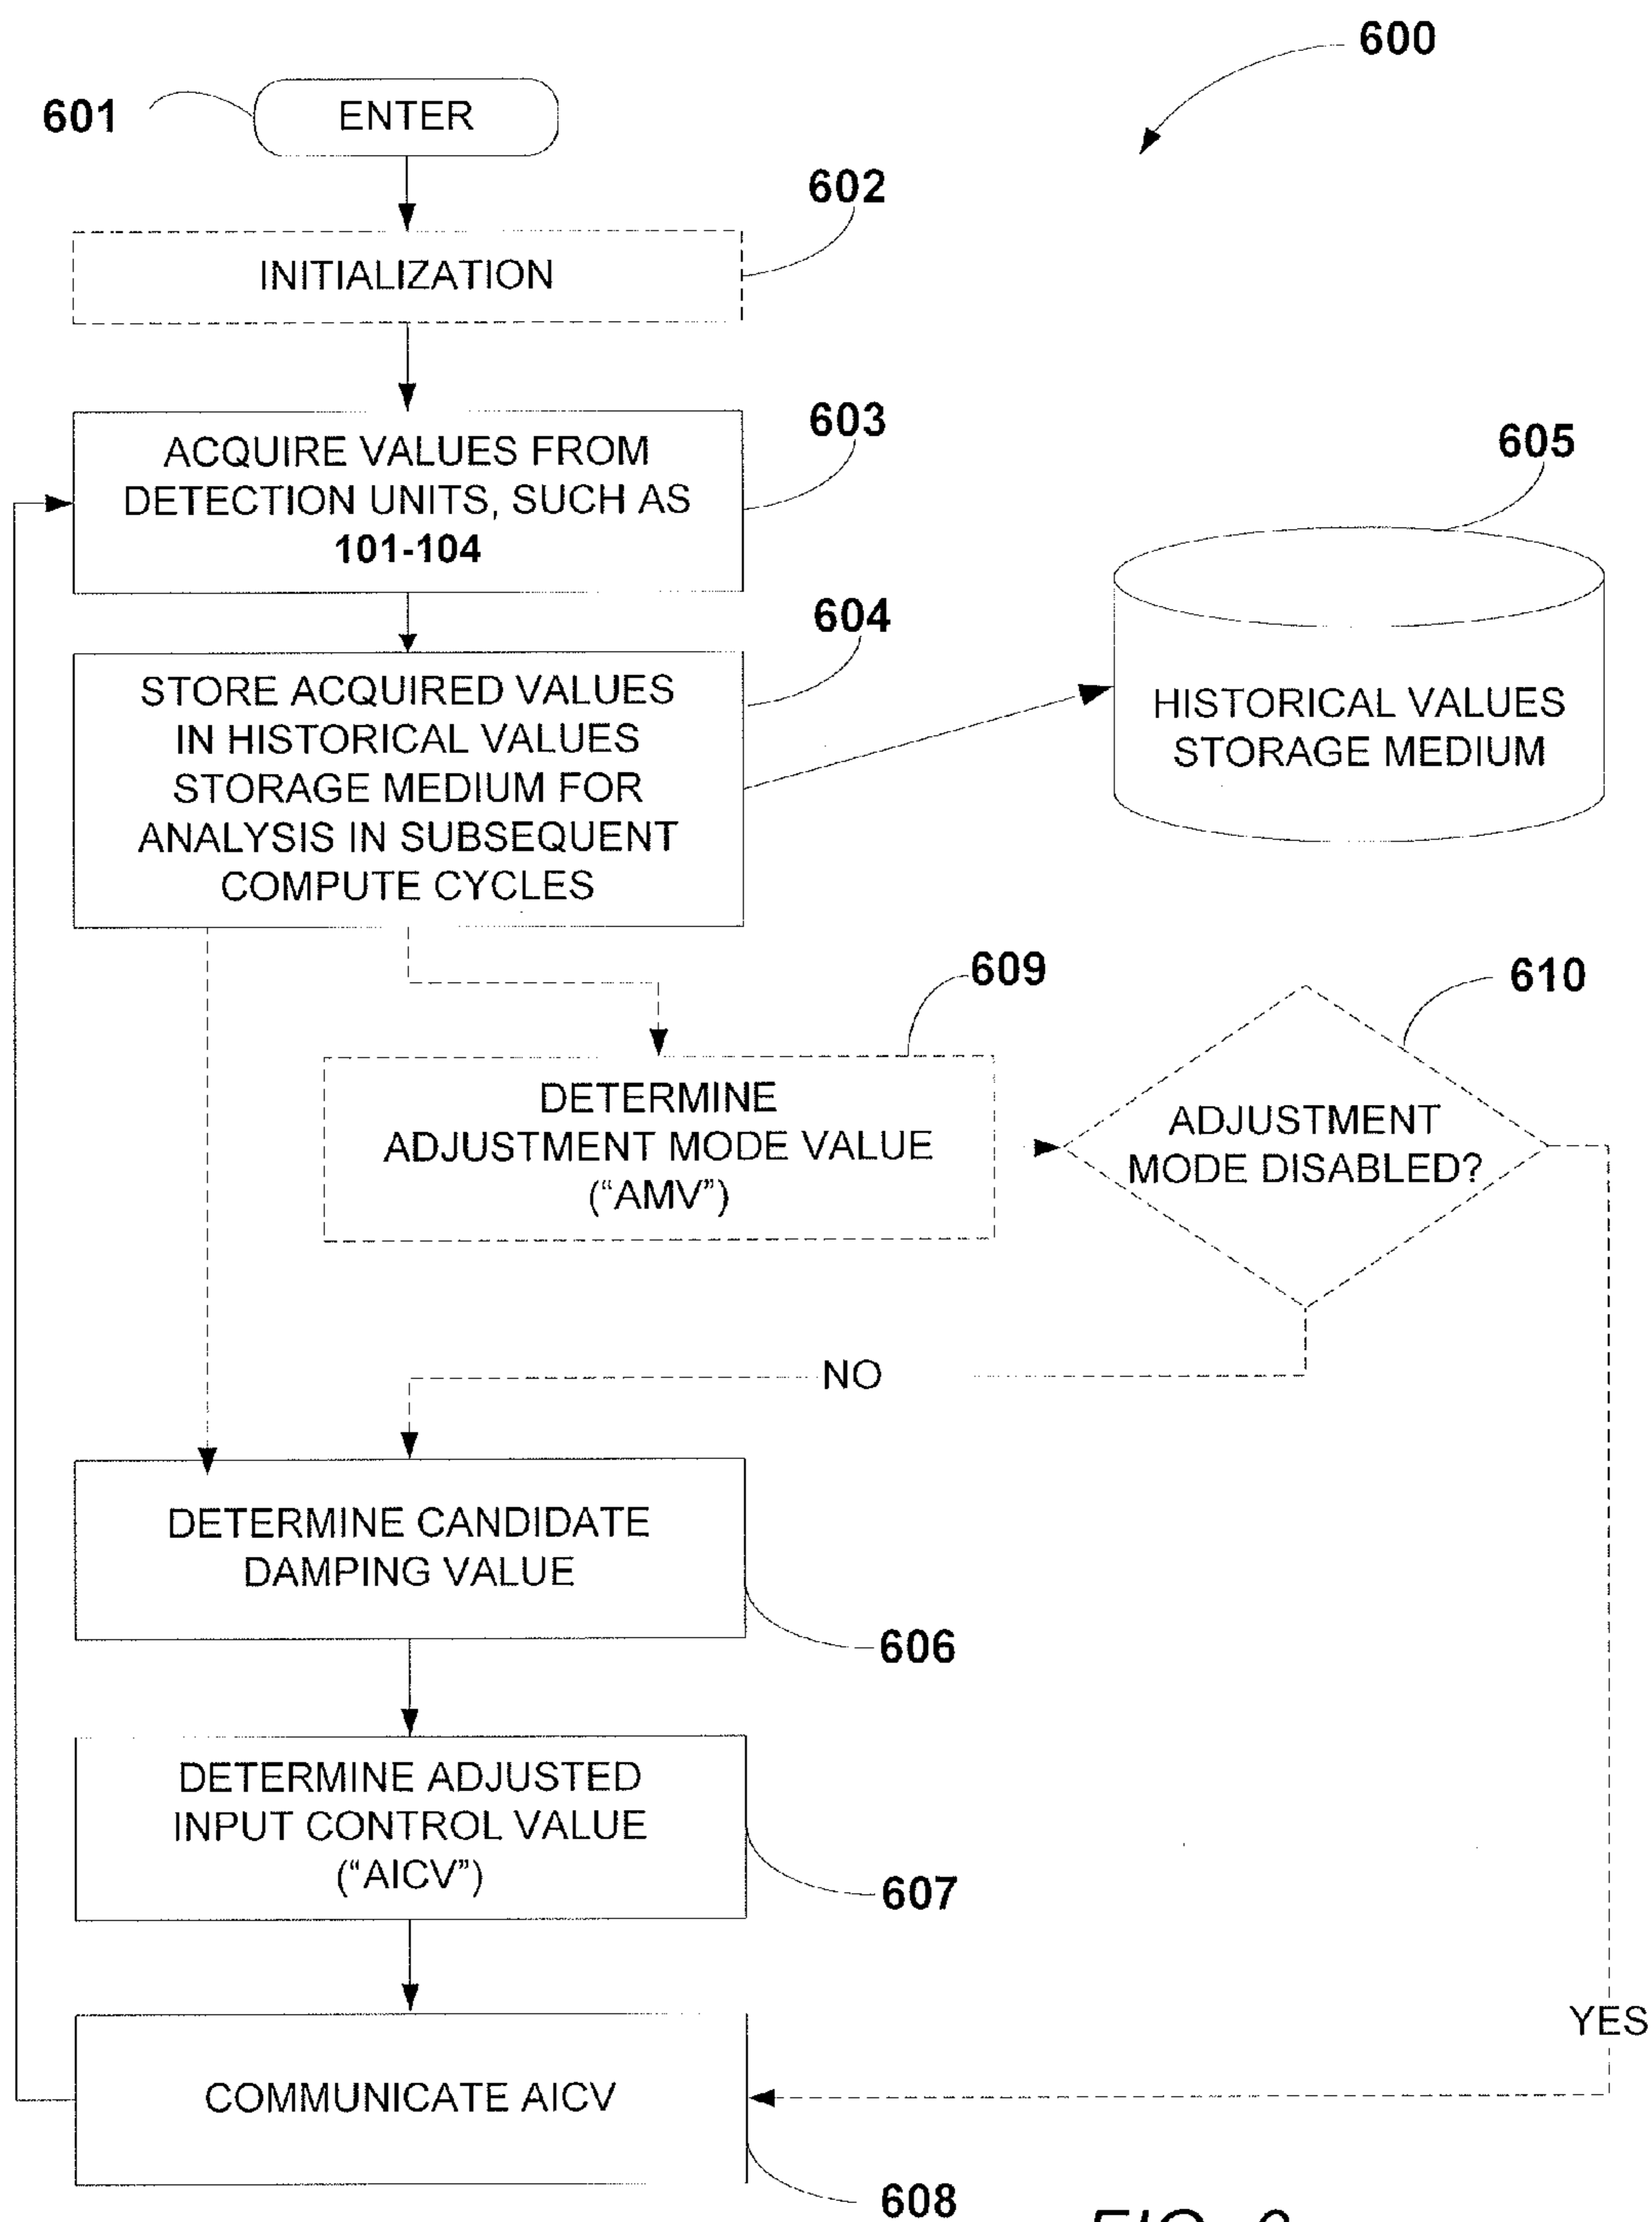 600
601
ENTER
602
INITIALIZATION
603
ACQUIRE VALUES FROM
DETECTION UNITS, SUCH AS
101-104
605
604
STORE ACQUIRED VALUES
IN HISTORICAL VALUES
STORAGE MEDIUM FOR
ANALYSIS IN SUBSEQUENT
COMPUTE CYCLES
HISTORICAL VALUES
STORAGE MEDIUM
609
610
DETERMINE
ADJUSTMENT MODE VALUE
("AMV")
ADJUSTMENT
MODE DISABLED?
NO
DETERMINE CANDIDATE
DAMPING VALUE
606
DETERMINE ADJUSTED
INPUT CONTROL VALUE
("AICV")
607
YES
COMMUNICATE AICV
608